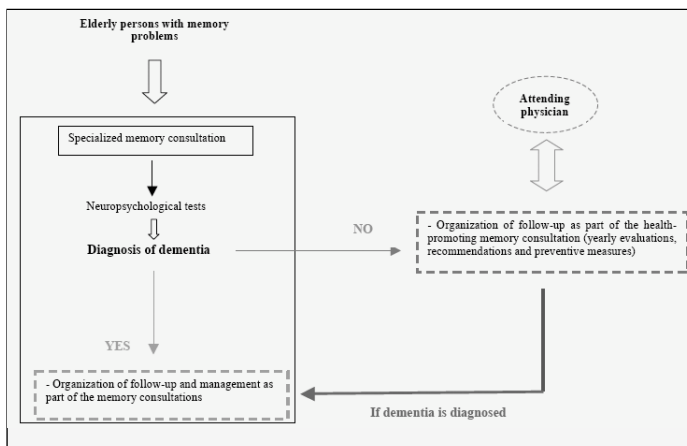 Elderly persons with memory
problems
Attending
physician
Specialized memory consultation
Neuropsychological tests
Diagnosis of dementia
NO
- Organization of follow-up as part of the health-
promoting memory consultation (yearly evaluations,
recommendations and preventive measures)
YES
- Organization of follow-up and management as
part of the memory consultations
If dementia is diagnosed